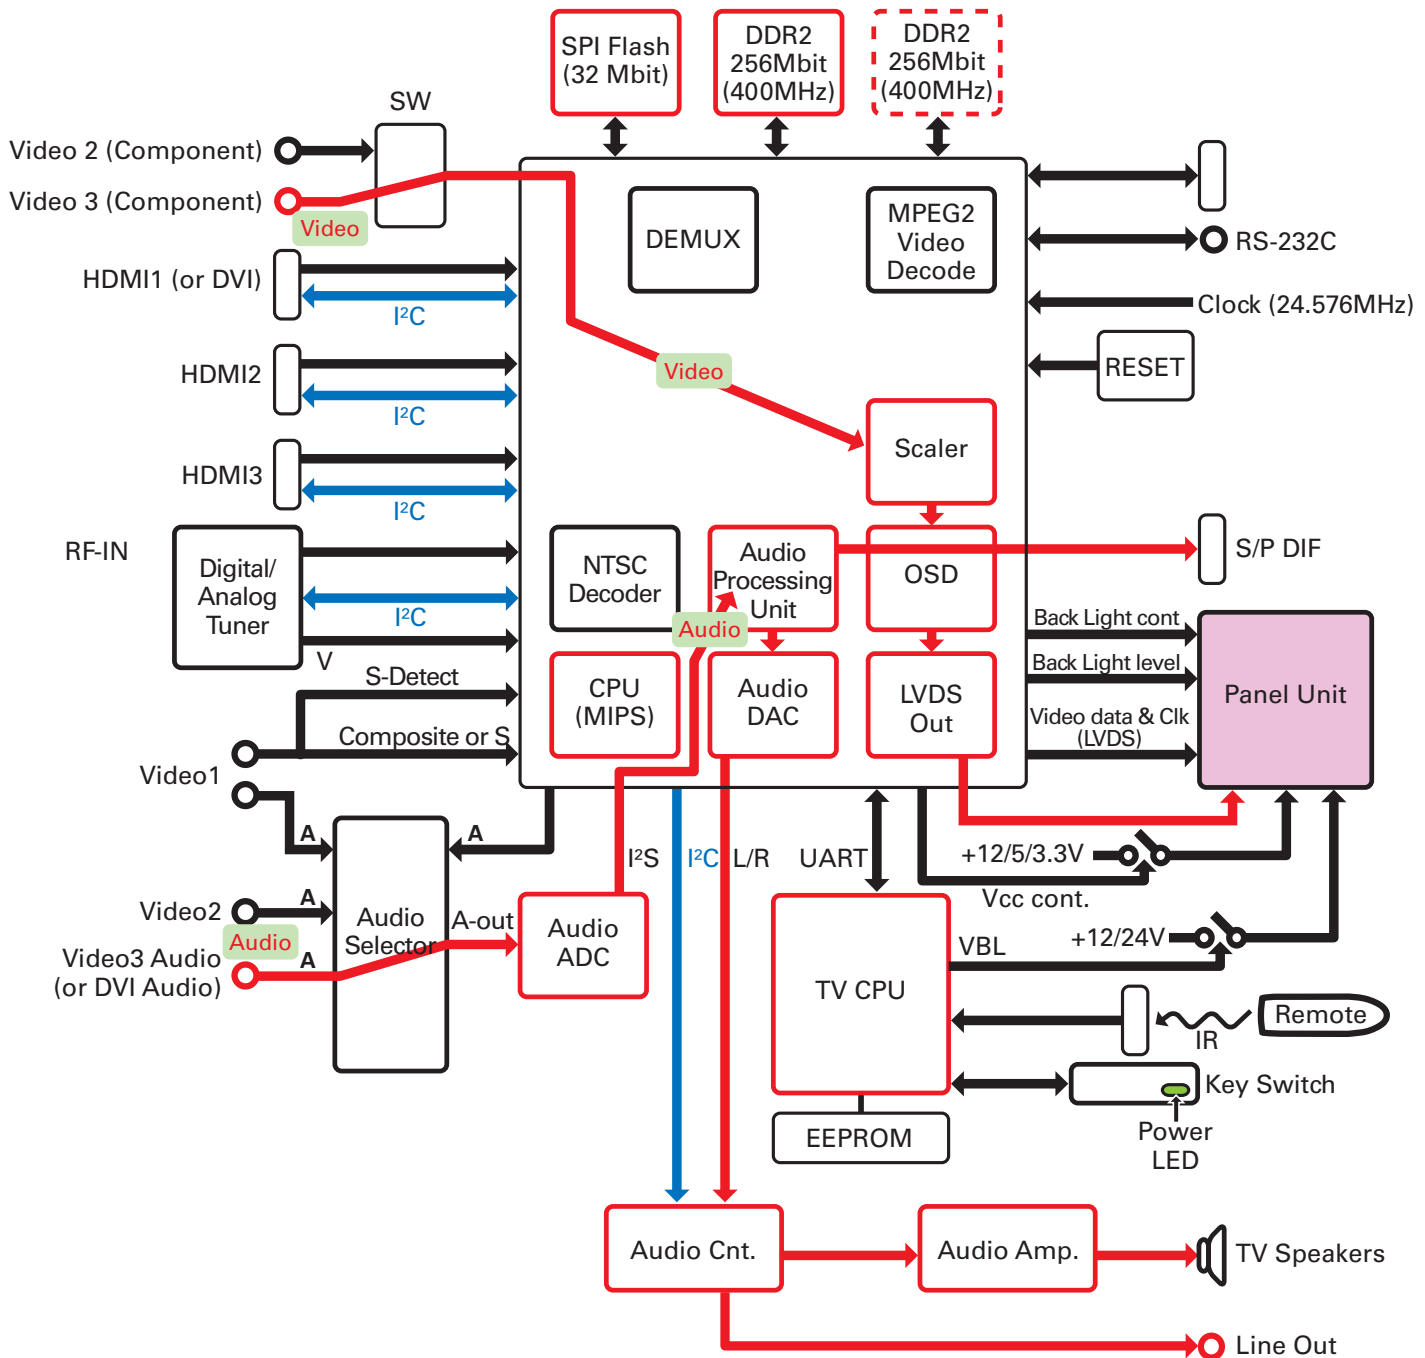 SPI Flash
(32 Mbit)
DDR2
256Mbit
(400MHz)
DDR2
256Mbit
(400MHz)
SW
Video 2 (Component)
Video 3 (Component)
Video
DEMUX
MPEG2
Video
Decode
RS-232C
HDMI1 (or DVI)
I²C
Clock (24.576MHz)
HDMI2
I²C
Video
RESET
HDMI3
I²C
Scaler
RF-IN
Digital/
Analog
Tuner
I²C
V
NTSC
Decoder
Audio
Processing
Unit
Audio
OSD
S/P DIF
Back Light cont
Back Light level
Video data & Clk
(LVDS)
Panel Unit
S-Detect
Composite or S
Video1
CPU
(MIPS)
Audio
DAC
LVDS
Out
A
A
I²S
I²C
L/R
UART
+12/5/3.3V
Vcc cont.
Video2
A
Audio
Video3 Audio
(or DVI Audio)
A
Audio
Selector
A-out
Audio
ADC
VBL
+12/24V
TV CPU
IR
Remote
Key Switch
Power
LED
EEPROM
Audio Cnt.
Audio Amp.
TV Speakers
Line Out